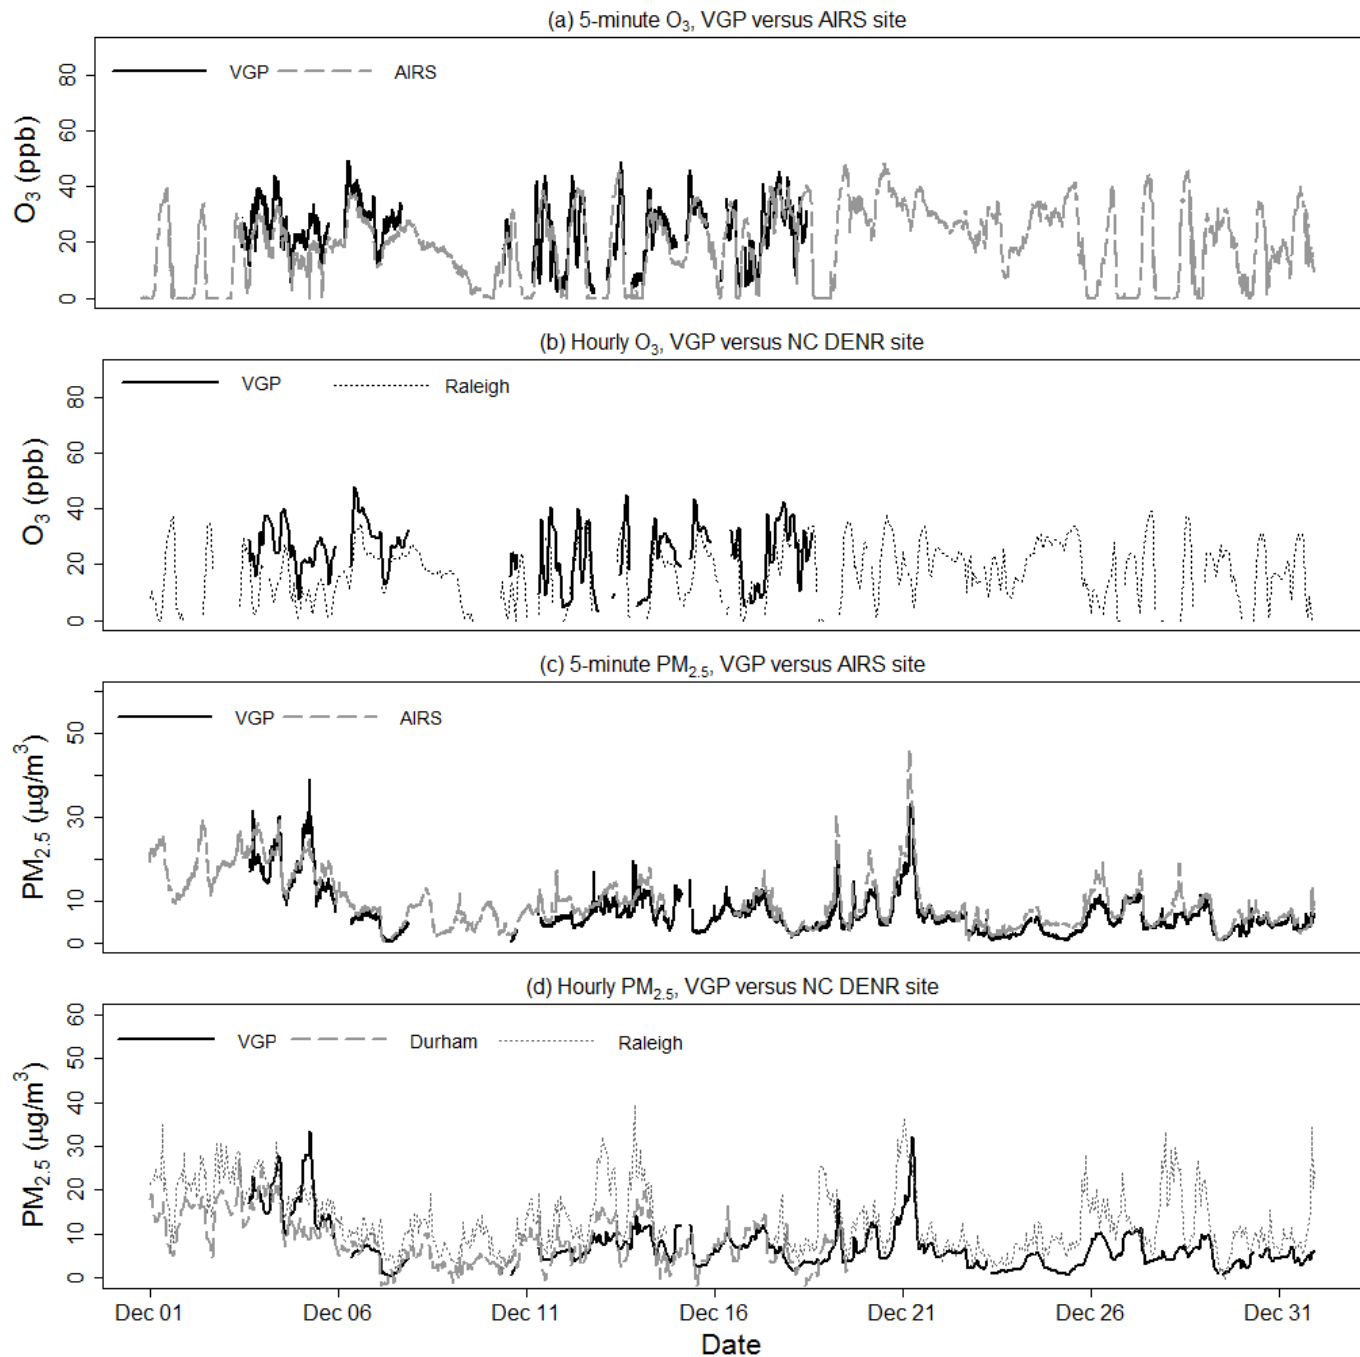 (a) 5-minute O₃, VGP versus AIRS site
VGP AIRS
O₃ (ppb)
80
60
40
20
0
(b) Hourly O₃, VGP versus NC DENR site
VGP Raleigh
O₃ (ppb)
80
60
40
20
0
(c) 5-minute PM₂.₅, VGP versus AIRS site
VGP AIRS
PM₂.₅ (µg/m³)
50
30
10
0
(d) Hourly PM₂.₅, VGP versus NC DENR site
VGP Durham Raleigh
PM₂.₅ (µg/m³)
60
50
40
30
20
10
0
Dec 01 Dec 06 Dec 11 Dec 16 Dec 21 Dec 26 Dec 31
Date